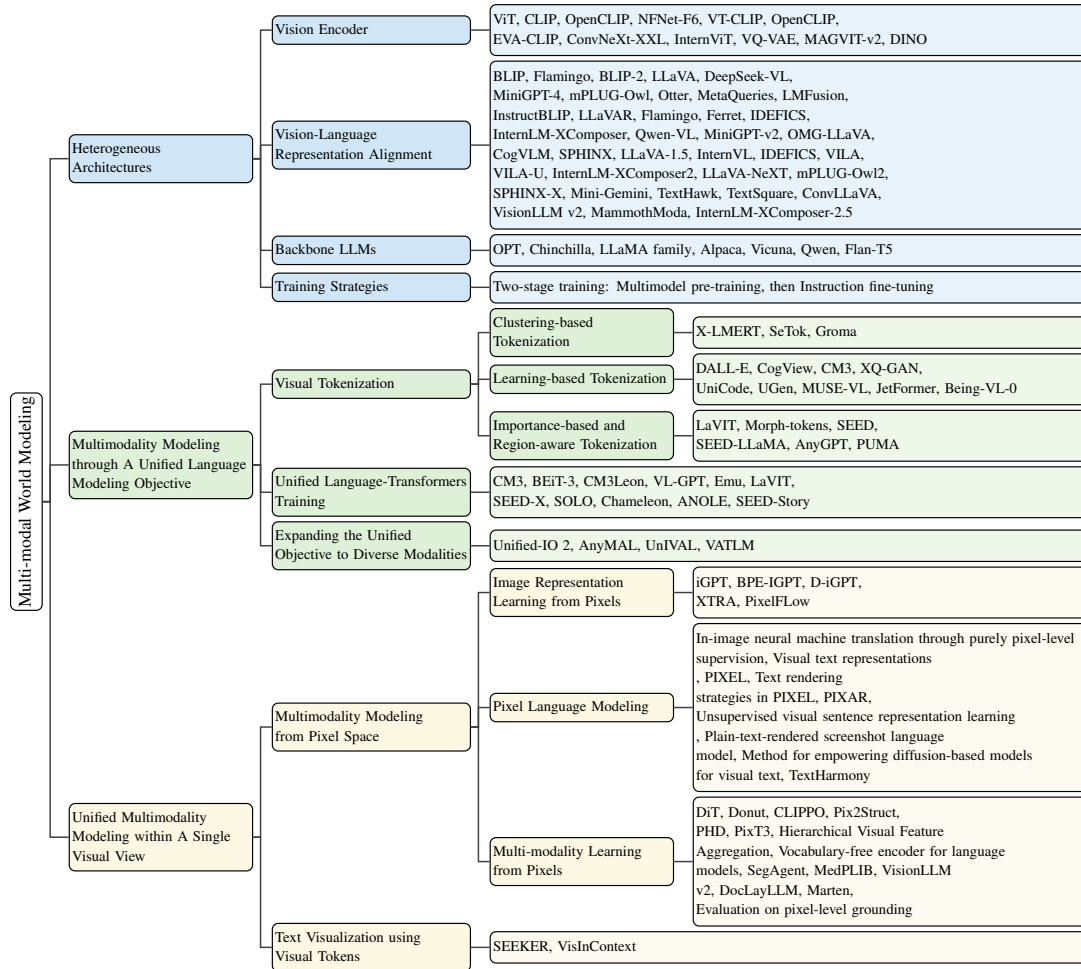 Multi-modal World Modeling
Heterogeneous
Architectures
Vision Encoder
ViT, CLIP, OpenCLIP, NFNet-F6, VT-CLIP, OpenCLIP,
EVA-CLIP, ConvNeXt-XXL, InternViT, VQ-VAE, MAGVIT-v2, DINO
Vision-Language
Representation Alignment
BLIP, Flamingo, BLIP-2, LLaVA, DeepSeek-VL,
MiniGPT-4, mPLUG-Owl, Otter, MetaQueries, LMFusion,
InstructBLIP, LLaVAR, Flamingo, Ferret, IDEFICS,
InternLM-XComposer, Qwen-VL, MiniGPT-v2, OMG-LLaVA,
CogVLM, SPHINX, LLaVA-1.5, InternVL, IDEFICS, VILA,
VILA-U, InternLM-XComposer2, LLaVA-NeXT, mPLUG-Owl2,
SPHINX-X, Mini-Gemini, TextHawk, TextSquare, ConvLLaVA,
VisionLLM v2, MammothModa, InternLM-XComposer-2.5
Backbone LLMs
OPT, Chinchilla, LLaMA family, Alpaca, Vicuna, Qwen, Flan-T5
Training Strategies
Two-stage training: Multimodel pre-training, then Instruction fine-tuning
Multimodality Modeling
through A Unified Language
Modeling Objective
Visual Tokenization
Clustering-based
Tokenization
X-LMERT, SeTok, Groma
Learning-based Tokenization
DALL-E, CogView, CM3, XQ-GAN,
UniCode, UGen, MUSE-VL, JetFormer, Being-VL-0
Importance-based and
Region-aware Tokenization
LaVIT, Morph-tokens, SEED,
SEED-LLaMA, AnyGPT, PUMA
Unified Language-Transformers
Training
CM3, BEiT-3, CM3Leon, VL-GPT, Emu, LaVIT,
SEED-X, SOLO, Chameleon, ANOLE, SEED-Story
Expanding the Unified
Objective to Diverse Modalities
Unified-IO 2, AnyMAL, UnIVAL, VATLM
Unified Multimodality
Modeling within A Single
Visual View
Multimodality Modeling
from Pixel Space
Image Representation
Learning from Pixels
iGPT, BPE-IGPT, D-iGPT,
XTRA, PixelFLow
Pixel Language Modeling
In-image neural machine translation through purely pixel-level
supervision, Visual text representations
, PIXEL, Text rendering
strategies in PIXEL, PIXAR,
Unsupervised visual sentence representation learning
, Plain-text-rendered screenshot language
model, Method for empowering diffusion-based models
for visual text, TextHarmony
Multi-modality Learning
from Pixels
DiT, Donut, CLIPPO, Pix2Struct,
PHD, PixT3, Hierarchical Visual Feature
Aggregation, Vocabulary-free encoder for language
models, SegAgent, MedPLIB, VisionLLM
v2, DocLayLLM, Marten,
Evaluation on pixel-level grounding
Text Visualization using
Visual Tokens
SEEKER, VisInContext